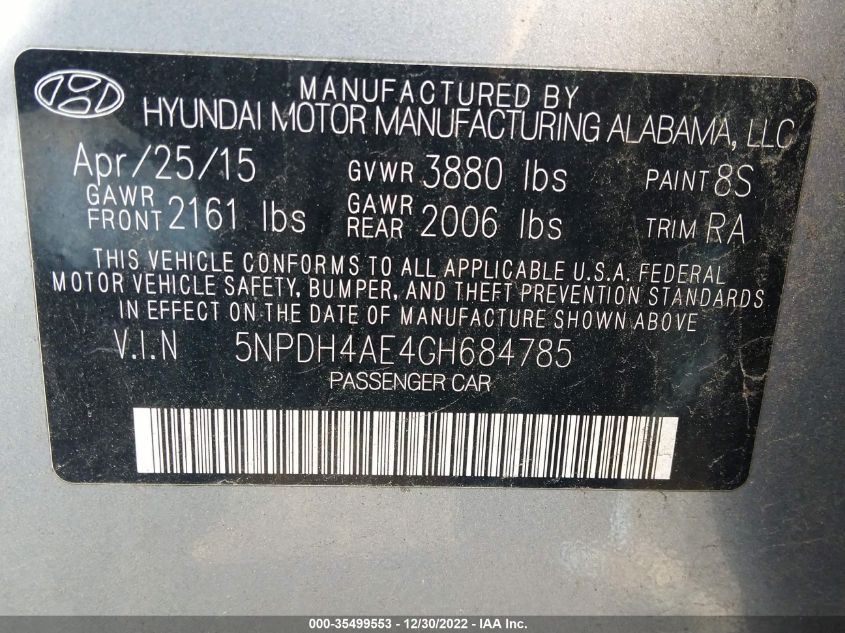 MANUFACTURED BY
HYUNDAI MOTOR MANUFACTURING ALABAMA, LLC
Apr/25/15 GVWR 3880 lbs PAINT 8S
GAWR FRONT 2161 lbs GAWR REAR 2006 lbs TRIM RA
THIS VEHICLE CONFORMS TO ALL APPLICABLE U.S.A. FEDERAL
MOTOR VEHICLE SAFETY, BUMPER, AND THEFT PREVENTION STANDARDS
IN EFFECT ON THE DATE OF MANUFACTURE SHOWN ABOVE
V.I.N 5NPDH4AE4GH684785
PASSENGER CAR
000-35499553 - 12/30/2022 - IAA Inc.